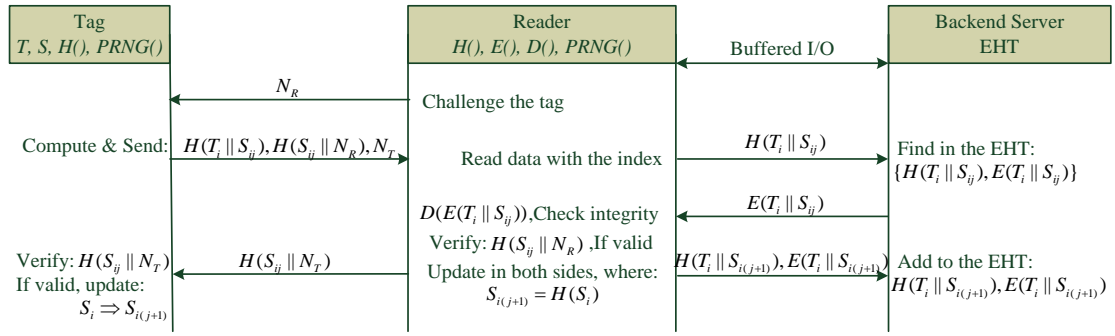 Tag
T, S, H(), PRNG()
Reader
H(), E(), D(), PRNG()
Backend Server
EHT
Buffered I/O
N_R
Challenge the tag
Compute & Send:
H(T_i || S_ij), H(S_ij || N_R), N_T
Read data with the index
H(T_i || S_ij)
Find in the EHT:
{H(T_i || S_ij), E(T_i || S_ij)}
E(T_i || S_ij)
D(E(T_i || S_ij)),Check integrity
Verify: H(S_ij || N_R) ,If valid
Update in both sides, where:
S_i(j+1) = H(S_i)
H(S_ij || N_T)
Verify: H(S_ij || N_T)
If valid, update:
S_i ⇒ S_i(j+1)
H(T_i || S_i(j+1)), E(T_i || S_i(j+1))
Add to the EHT:
H(T_i || S_i(j+1)), E(T_i || S_i(j+1))